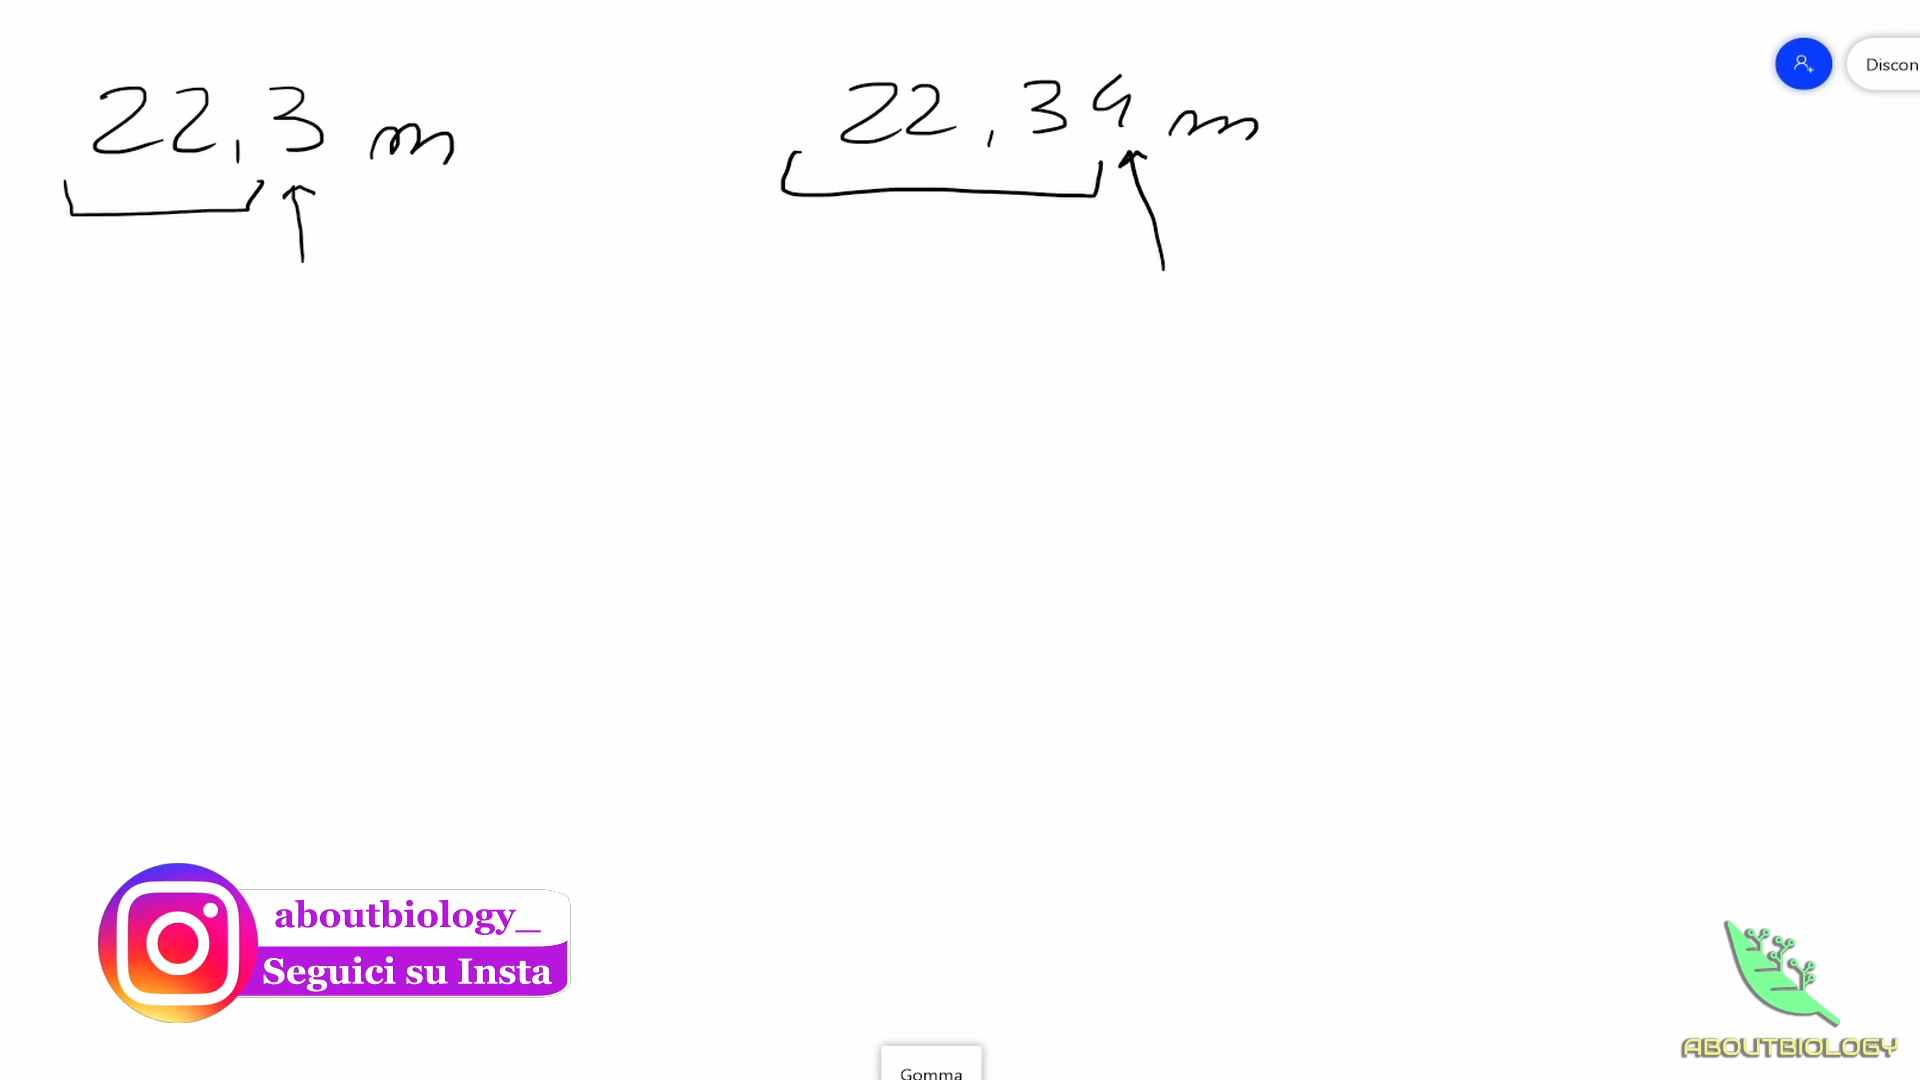 22,3 m
22,34 m
Discon
aboutbiology_
Seguici su Insta
ABOUTBIOLOGY
Gomma